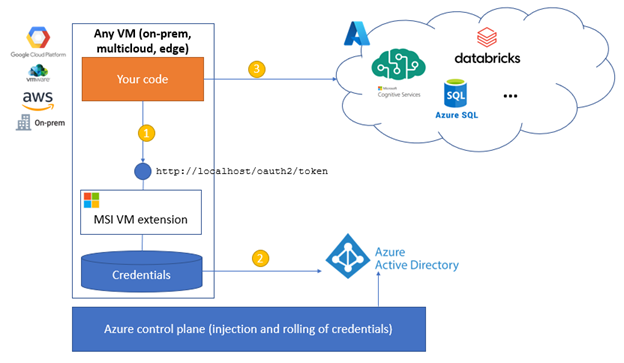 Any VM (on-prem,
multicloud, edge)
Google Cloud Platform
vmware
aws
On-prem
Your code
3
databricks
Microsoft
Cognitive Services
SQL
Azure SQL
...
1
http://localhost/oauth2/token
MSI VM extension
Credentials
2
Azure
Active Directory
Azure control plane (injection and rolling of credentials)